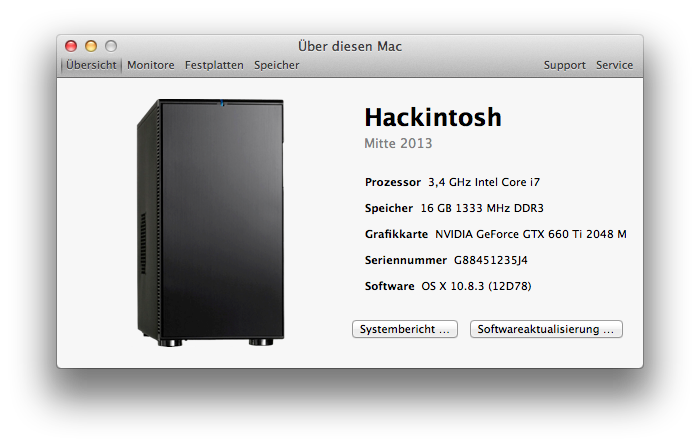 Über diesen Mac
Übersicht Monitore Festplatten Speicher Support Service
Hackintosh
Mitte 2013
Prozessor 3,4 GHz Intel Core i7
Speicher 16 GB 1333 MHz DDR3
Grafikkarte NVIDIA GeForce GTX 660 Ti 2048 M
Seriennummer G88451235J4
Software OS X 10.8.3 (12D78)
Systembericht ... Softwareaktualisierung ...